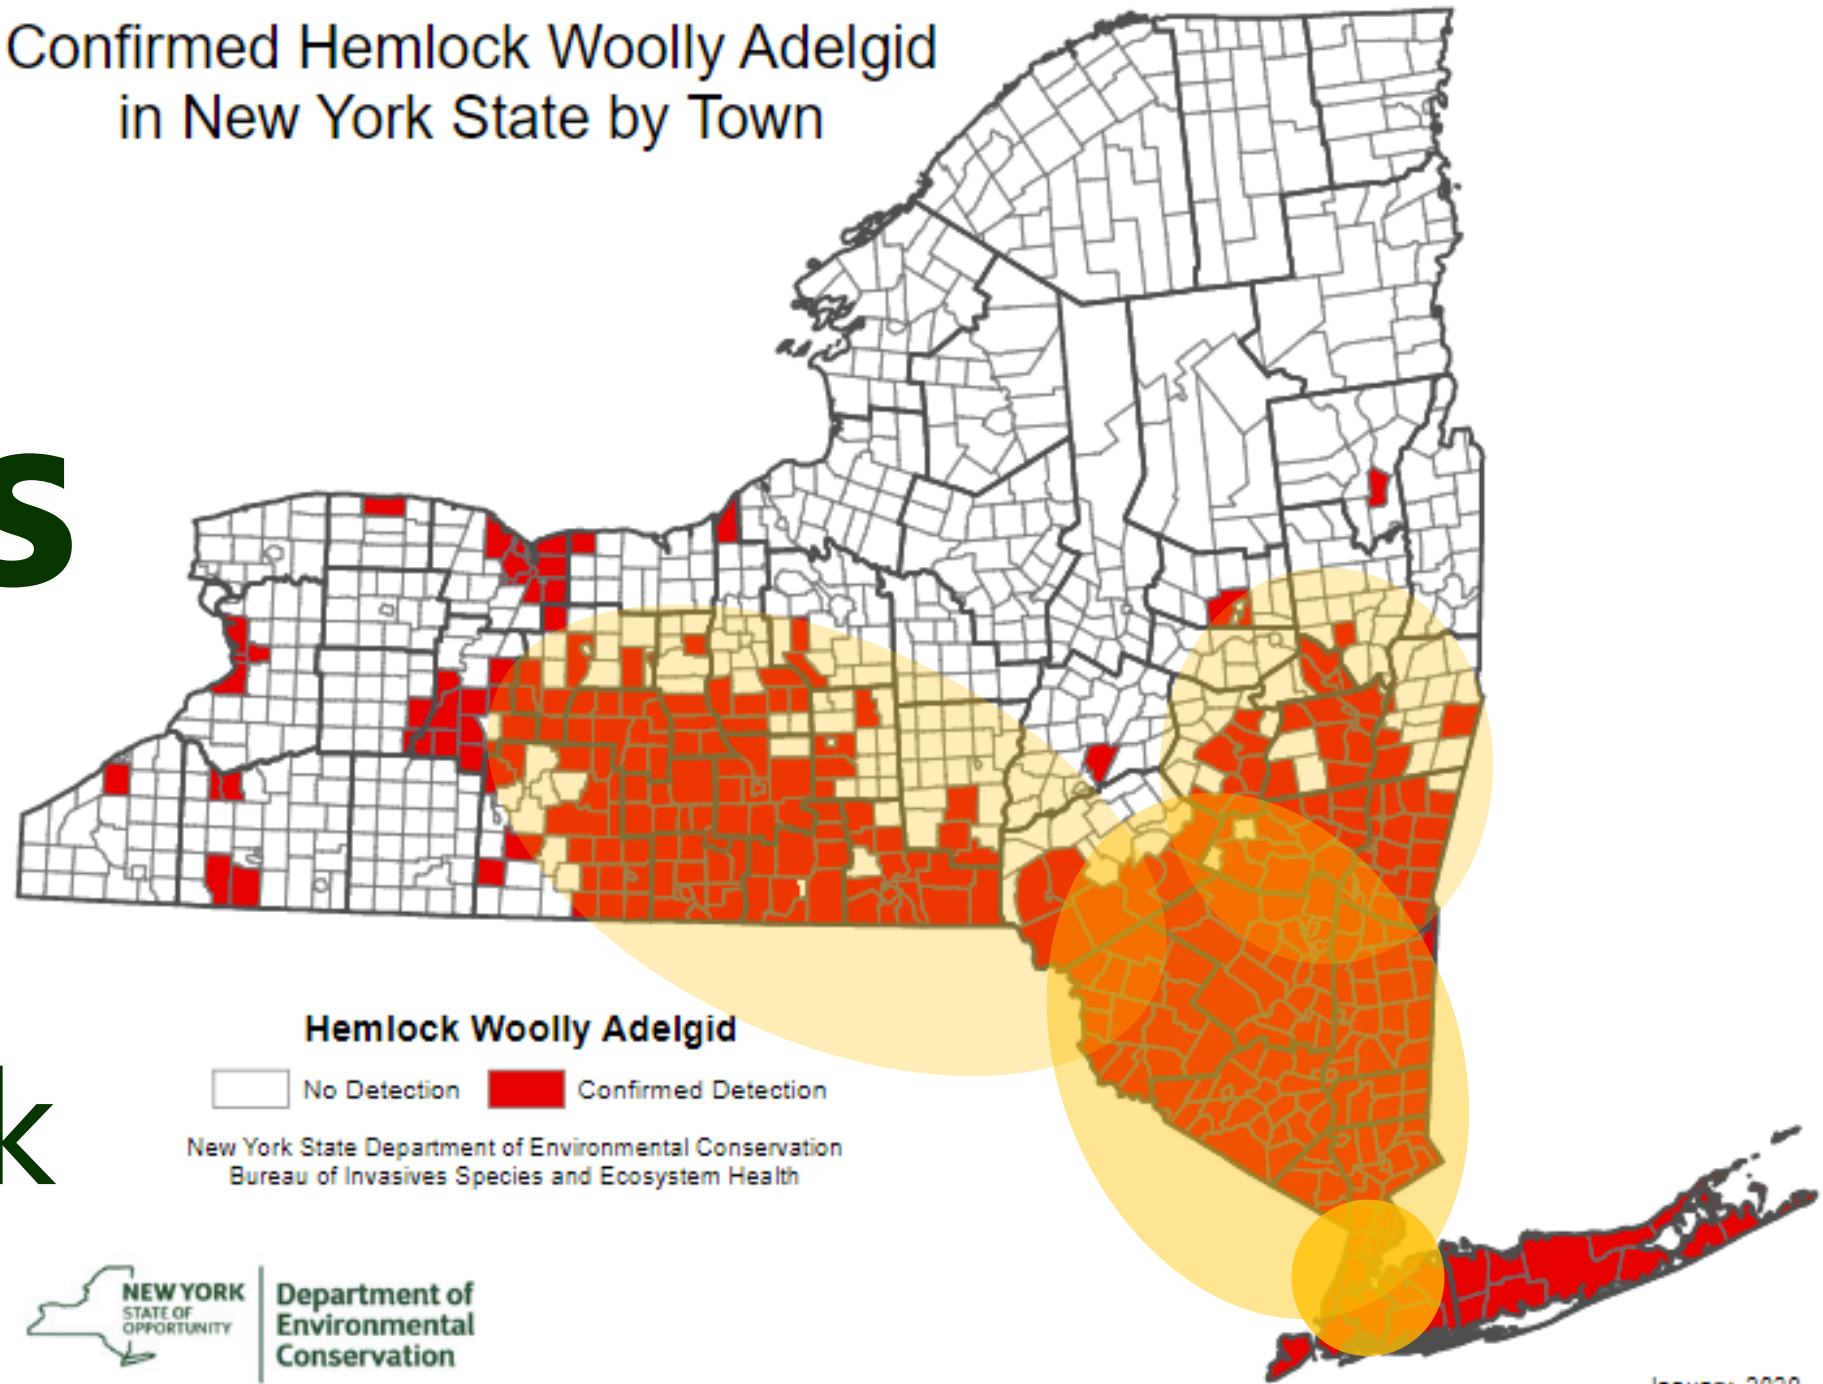 Confirmed Hemlock Woolly Adelgid
in New York State by Town
s
Hemlock Woolly Adelgid
No Detection
Confirmed Detection
k
New York State Department of Environmental Conservation
Bureau of Invasives Species and Ecosystem Health
NEW YORK
STATE OF
OPPORTUNITY
Department of
Environmental
Conservation